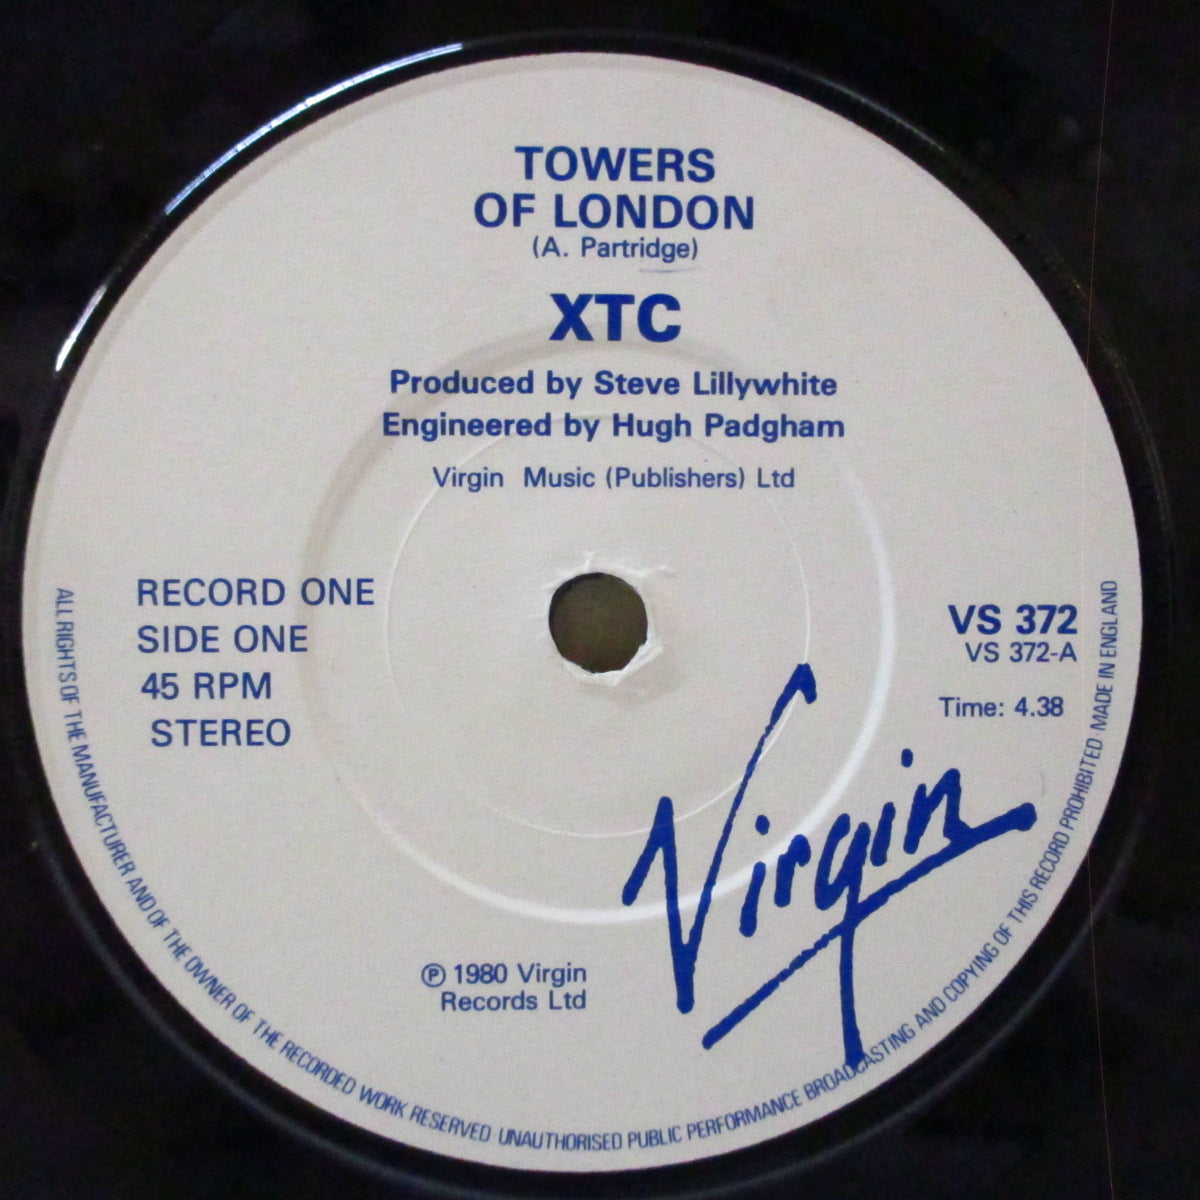 TOWERS
OF LONDON
(A. Partridge)
XTC
Produced by Steve Lillywhite
Engineered by Hugh Padgham
Virgin Music (Publishers) Ltd
RECORD ONE
SIDE ONE
45 RPM
STEREO
VS 372
VS 372-A
Time: 4.38
Virgin
℗ 1980 Virgin
Records Ltd
ALL RIGHTS OF THE MANUFACTURER AND OF THE OWNER OF THE RECORDED WORK RESERVED UNAUTHORISED PUBLIC PERFORMANCE BROADCASTING AND COPYING OF THIS RECORD PROHIBITED MADE IN ENGLAND